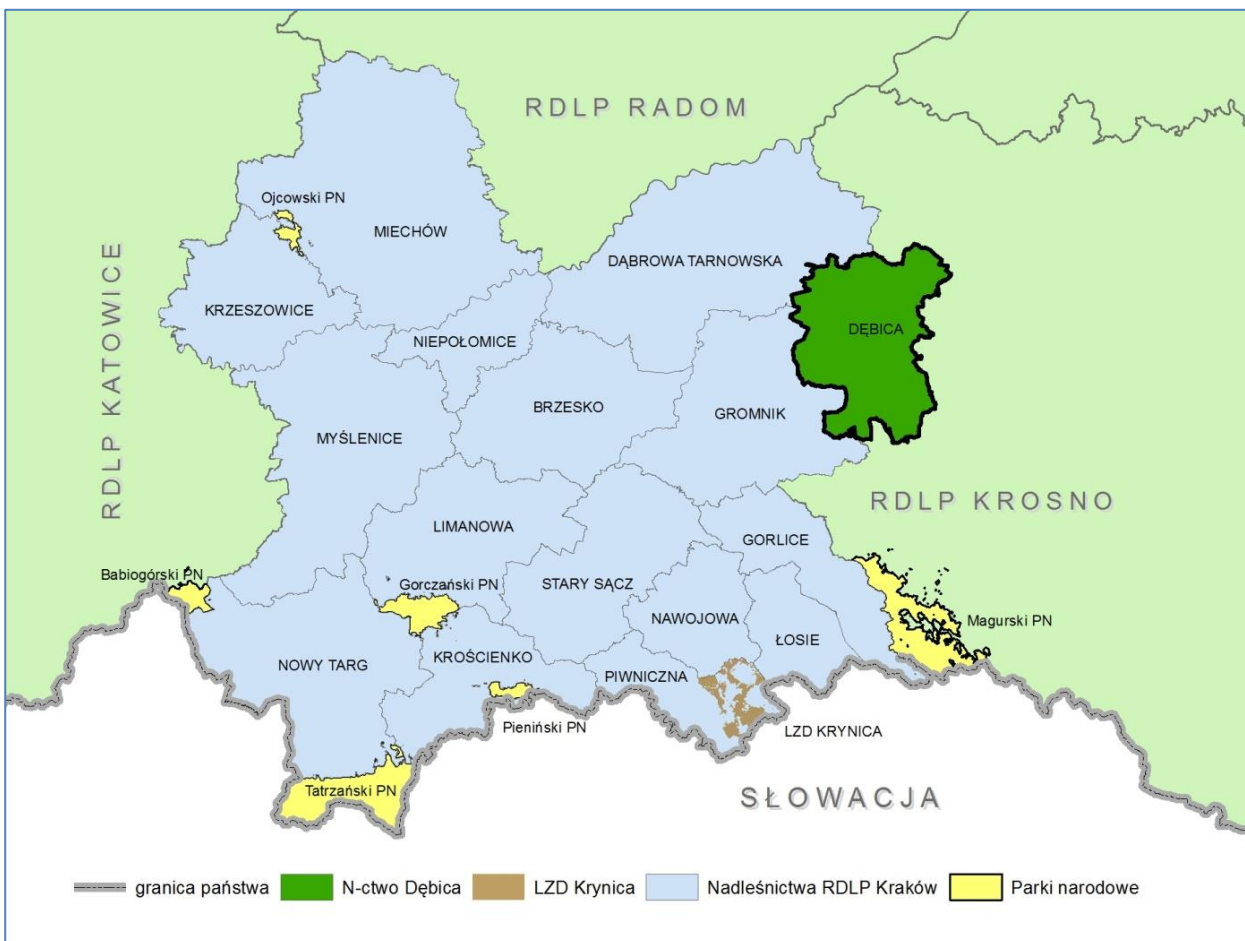 RDLP RADOM
Ojcowski PN
MIECHÓW
DĄBROWA TARNOWSKA
RDLP KATOWICE
KRZESZOWICE
NIEPOŁOMICE
DĘBICA
BRZESKO
GROMNIK
MYŚLENICE
RDLP KROSNO
LIMANOWA
GORLICE
Babiogórski PN
Gorczański PN
STARY SĄCZ
NAWOJOWA
Magurski PN
ŁOSIE
NOWY TARG
KROŚCIENKO
PIWNICZNA
Pieniński PN
LZD KRYNICA
Tatrzański PN
SŁOWACJA
granica państwa
N-ctwo Dębica
LZD Krynica
Nadleśnictwa RDLP Kraków
Parki narodowe